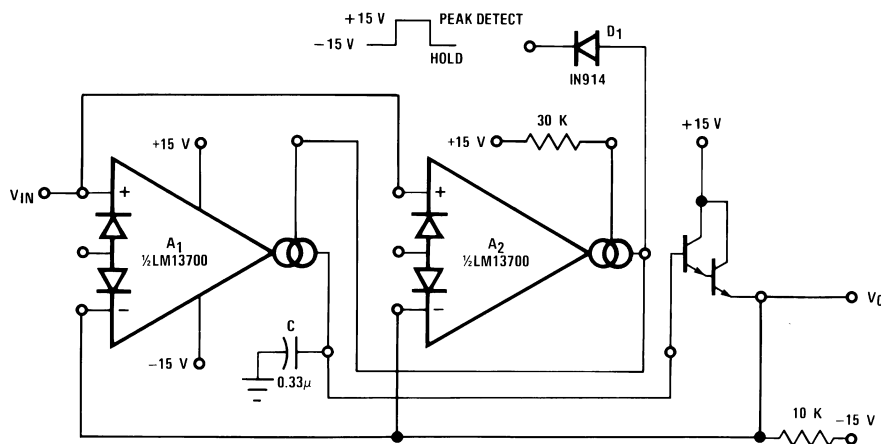 +15 V
PEAK DETECT
−15 V
HOLD
D1
IN914
+15 V
+15 V
30 K
+15 V
VIN
+
A1
½LM13700
−
−15 V
+
A2
½LM13700
−
C
0.33µ
VO
10 K
−15 V